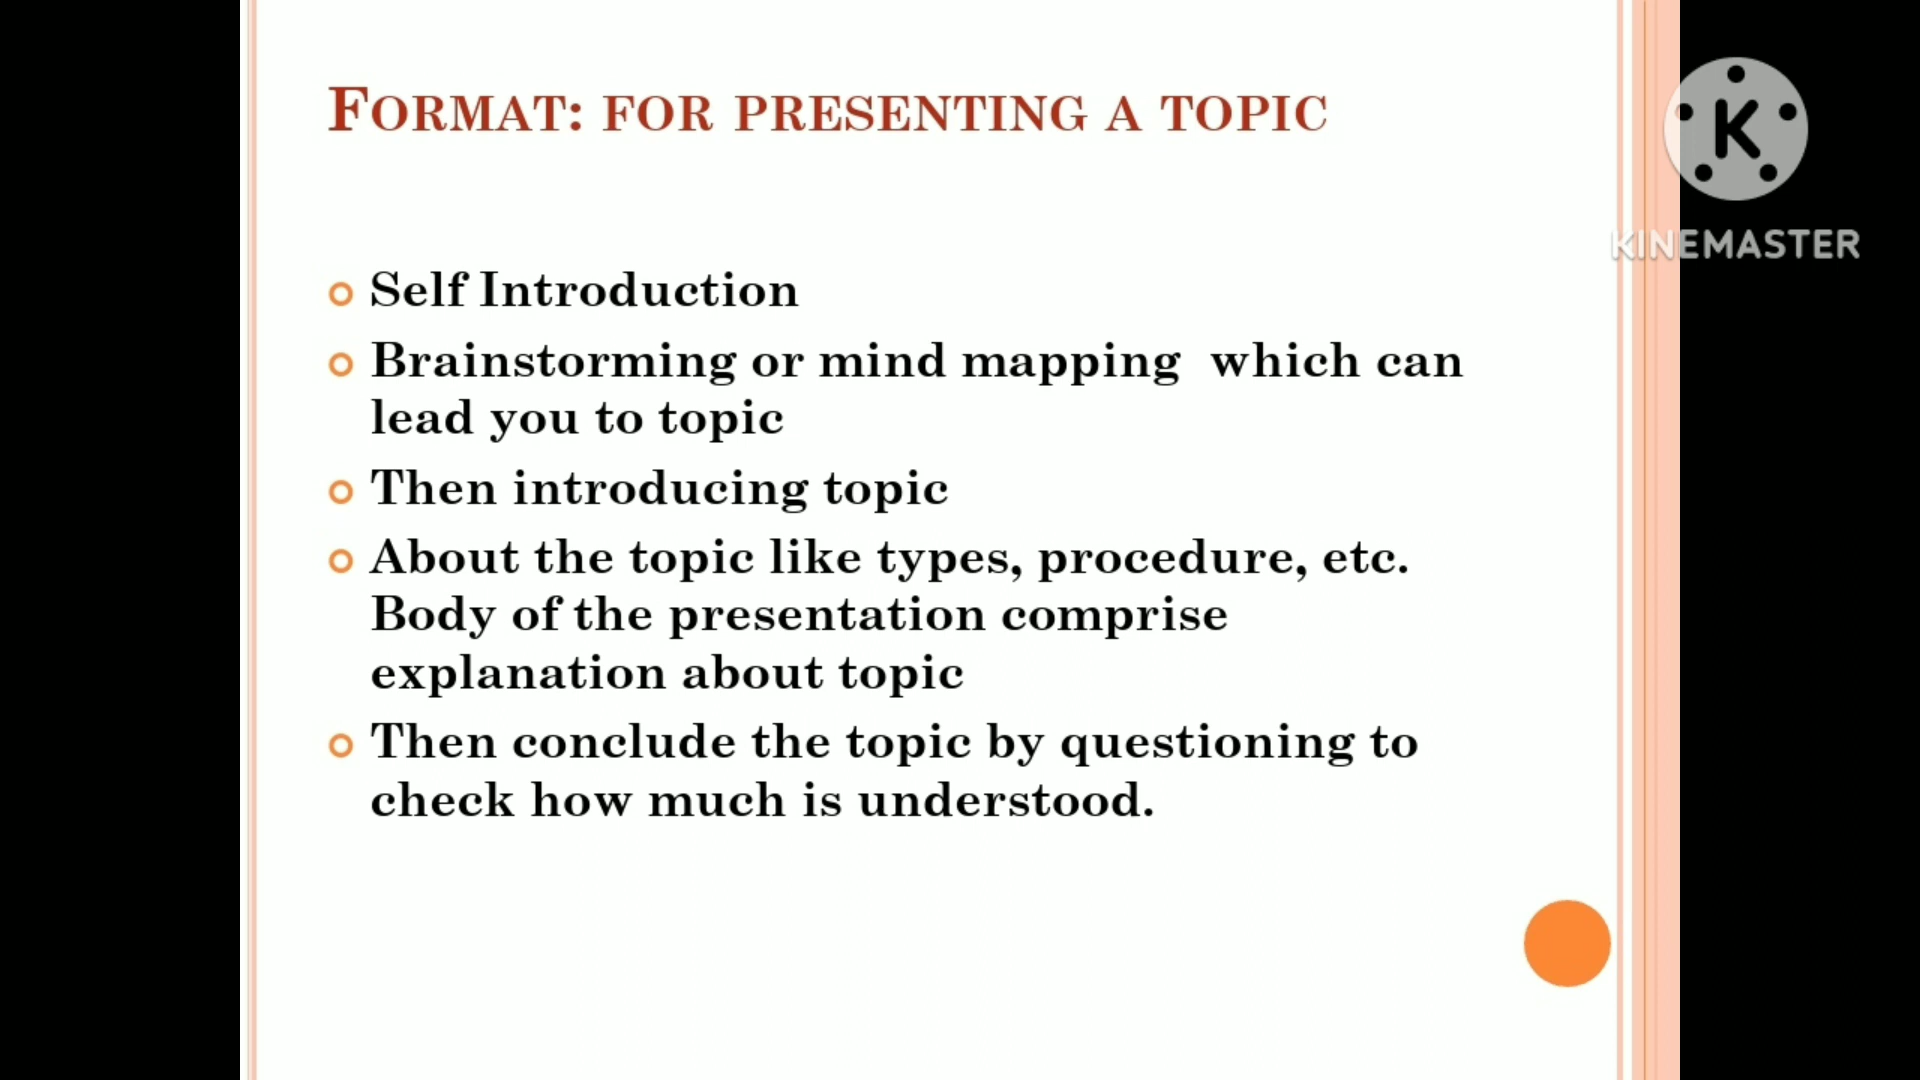 FORMAT: FOR PRESENTING A TOPIC
K
KINEMASTER
Self Introduction
Brainstorming or mind mapping  which can
lead you to topic
Then introducing topic
About the topic like types, procedure, etc.
Body of the presentation comprise
explanation about topic
Then conclude the topic by questioning to
check how much is understood.